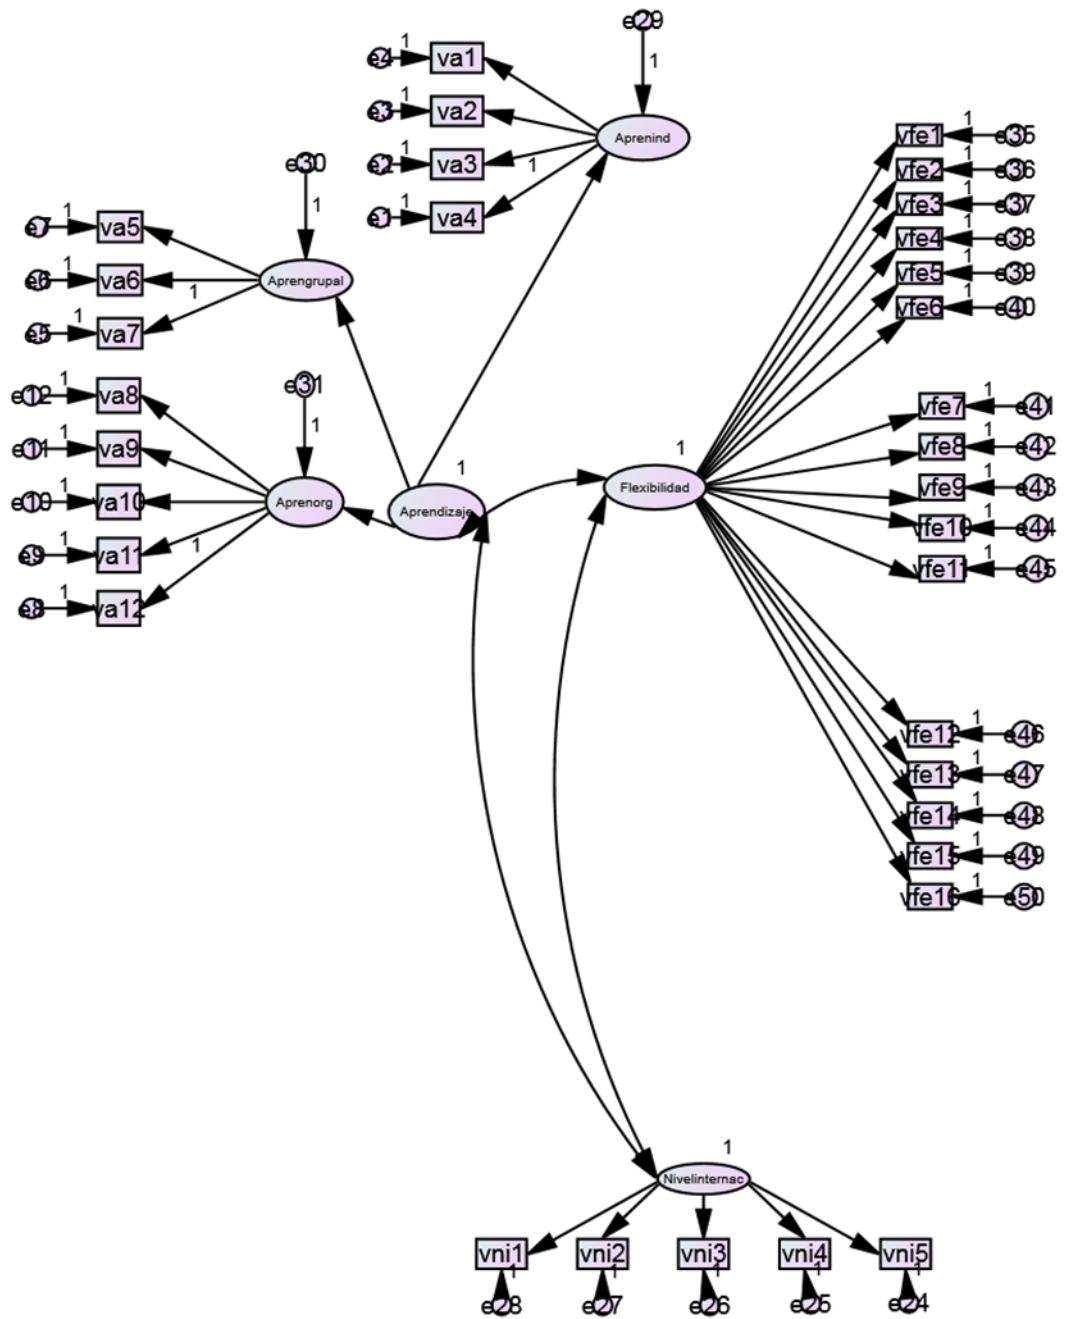 e29
1
e4 1 va1
e3 1 va2
e2 1 va3
e1 1 va4
1
Aprenind
e30
1
e7 1 va5
e6 1 va6
e5 1 va7
1
Aprengrupal
e31
1
e12 1 va8
e11 1 va9
e10 1 va10
e9 1 va11
e8 1 va12
1
Aprenorg
1
Aprendizaje
1
Flexibilidad
vfe1 1 e35
vfe2 1 e36
vfe3 1 e37
vfe4 1 e38
vfe5 1 e39
vfe6 1 e40
vfe7 1 e41
vfe8 1 e42
vfe9 1 e43
vfe10 1 e44
vfe11 1 e45
vfe12 1 e46
vfe13 1 e47
vfe14 1 e48
vfe15 1 e49
vfe16 1 e50
1
Nivelinternac
vni1 vni2 vni3 vni4 vni5
1 1 1 1 1
e28 e27 e26 e25 e24